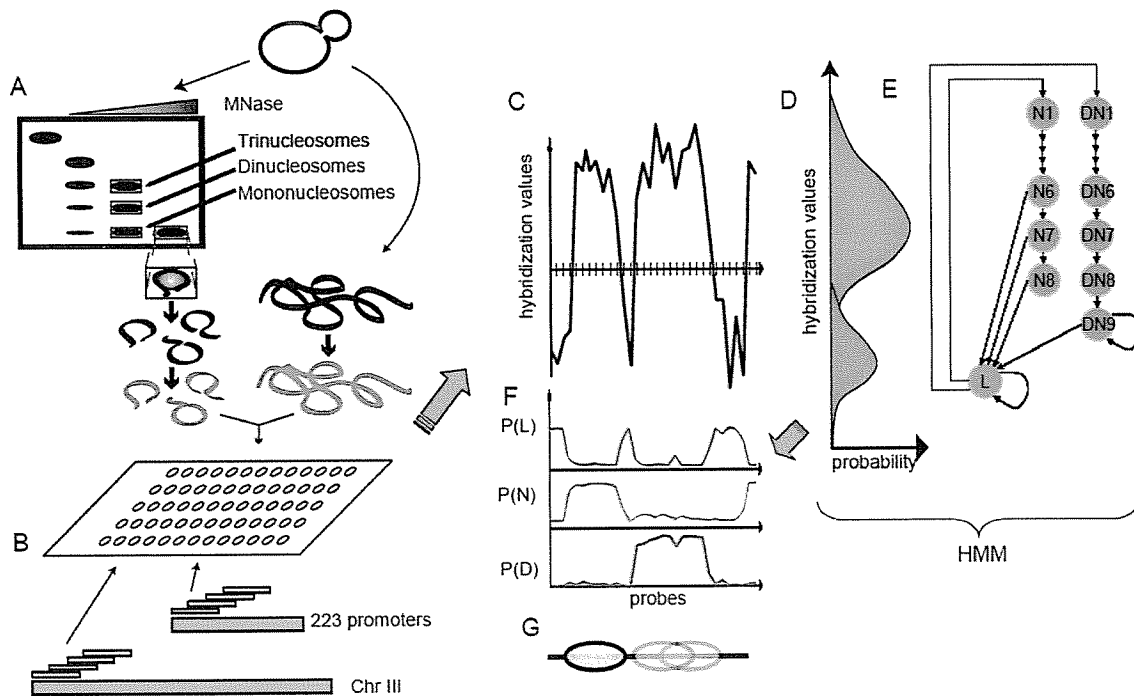 A
MNase
Trinucleosomes
Dinucleosomes
Mononucleosomes
B
223 promoters
Chr III
C
hybridization values
D
hybridization values
probability
E
N1
DN1
N6
DN6
N7
DN7
N8
DN8
DN9
L
HMM
F
P(L)
P(N)
P(D)
probes
G